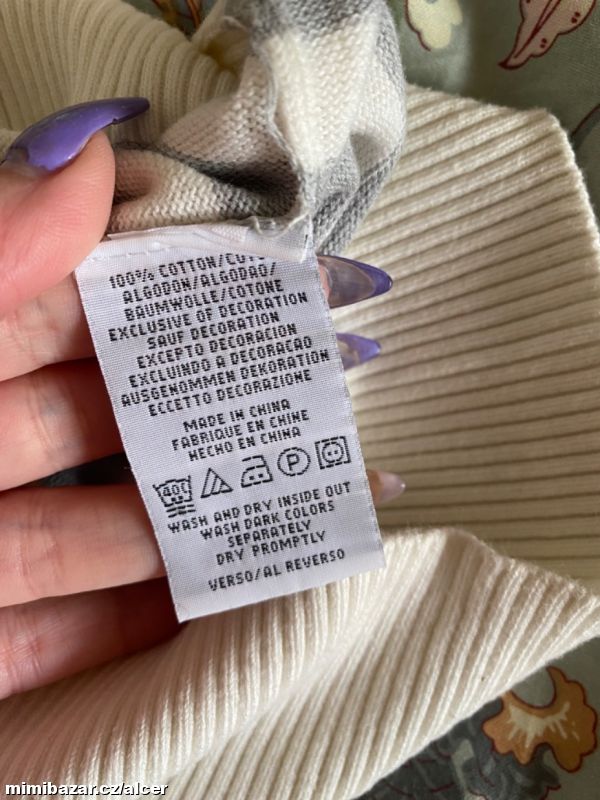 100% COTTON/
ALGODON/ALGODAO/
BAUMWOLLE/COTONE
EXCLUSIVE OF DECORATION
SAUF DECORATION
EXCEPTO DECORACION
EXCLUINDO A DECORACAO
AUSGENOMMEN DEKORATION
ECCETTO DECORAZIONE
MADE IN CHINA
FABRIQUE EN CHINE
HECHO EN CHINA
40C P
WASH AND DRY INSIDE OUT
WASH DARK COLORS
SEPARATELY
DRY PROMPTLY
VERSO/AL REVERSO
mimibazar.cz/alcer